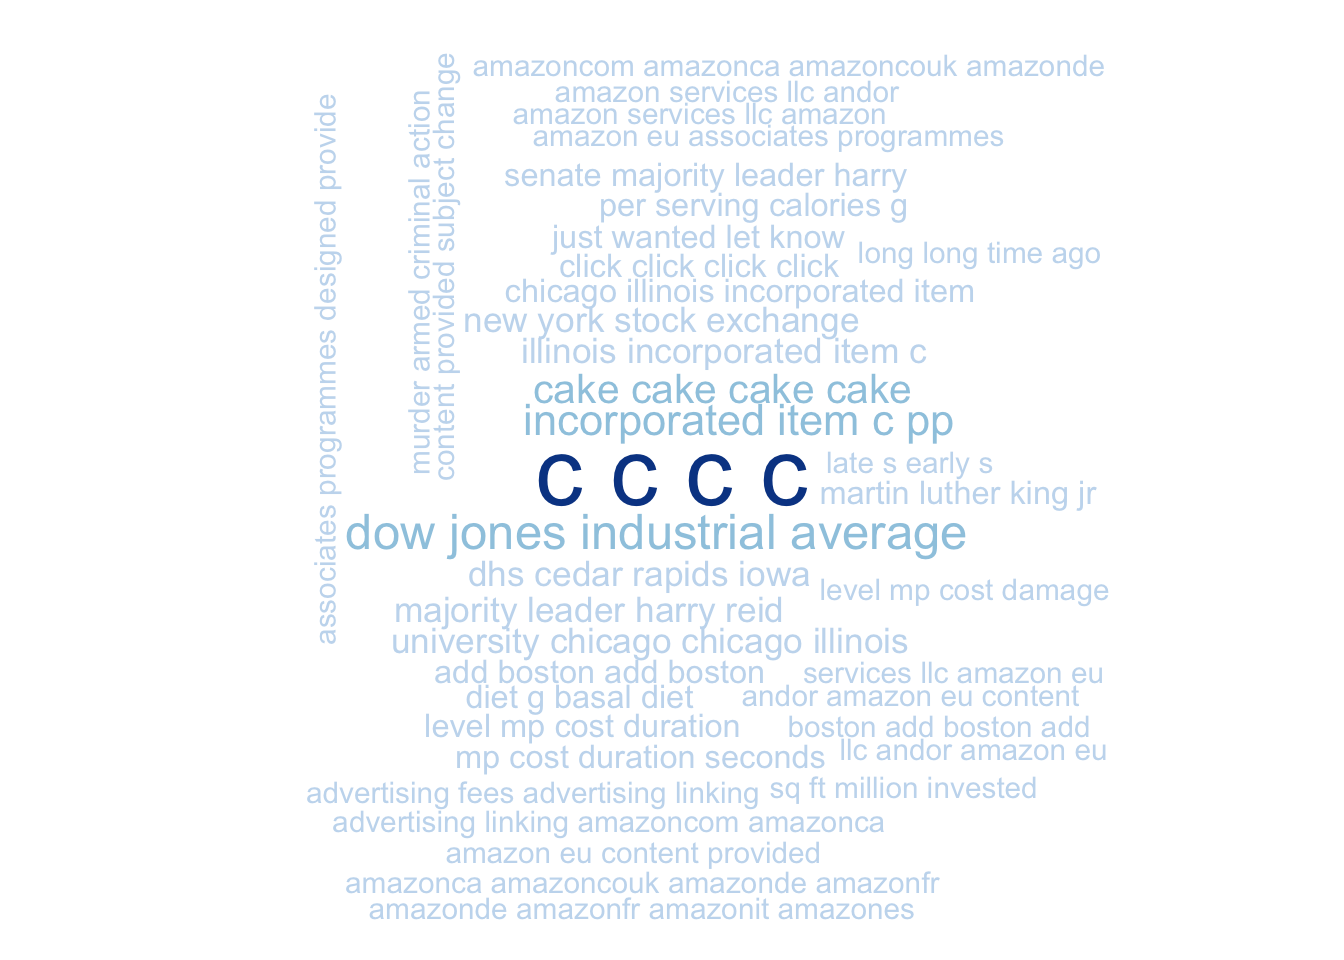 amazoncom amazonca amazoncouk amazonde
amazon services llc andor
amazon services llc amazon
amazon eu associates programmes
senate majority leader harry
per serving calories g
just wanted let know
long long time ago
click click click click
chicago illinois incorporated item
new york stock exchange
illinois incorporated item c
cake cake cake cake
incorporated item c pp
c c c c
late s early s
martin luther king jr
dow jones industrial average
dhs cedar rapids iowa
level mp cost damage
majority leader harry reid
university chicago chicago illinois
add boston add boston
services llc amazon eu
diet g basal diet
andor amazon eu content
level mp cost duration
boston add boston add
mp cost duration seconds
llc andor amazon eu
advertising fees advertising linking
sq ft million invested
advertising linking amazoncom amazonca
amazon eu content provided
amazonca amazoncouk amazonde amazonfr
amazonde amazonfr amazonit amazones
associates programmes designed provide
murder armed criminal action
content provided subject change